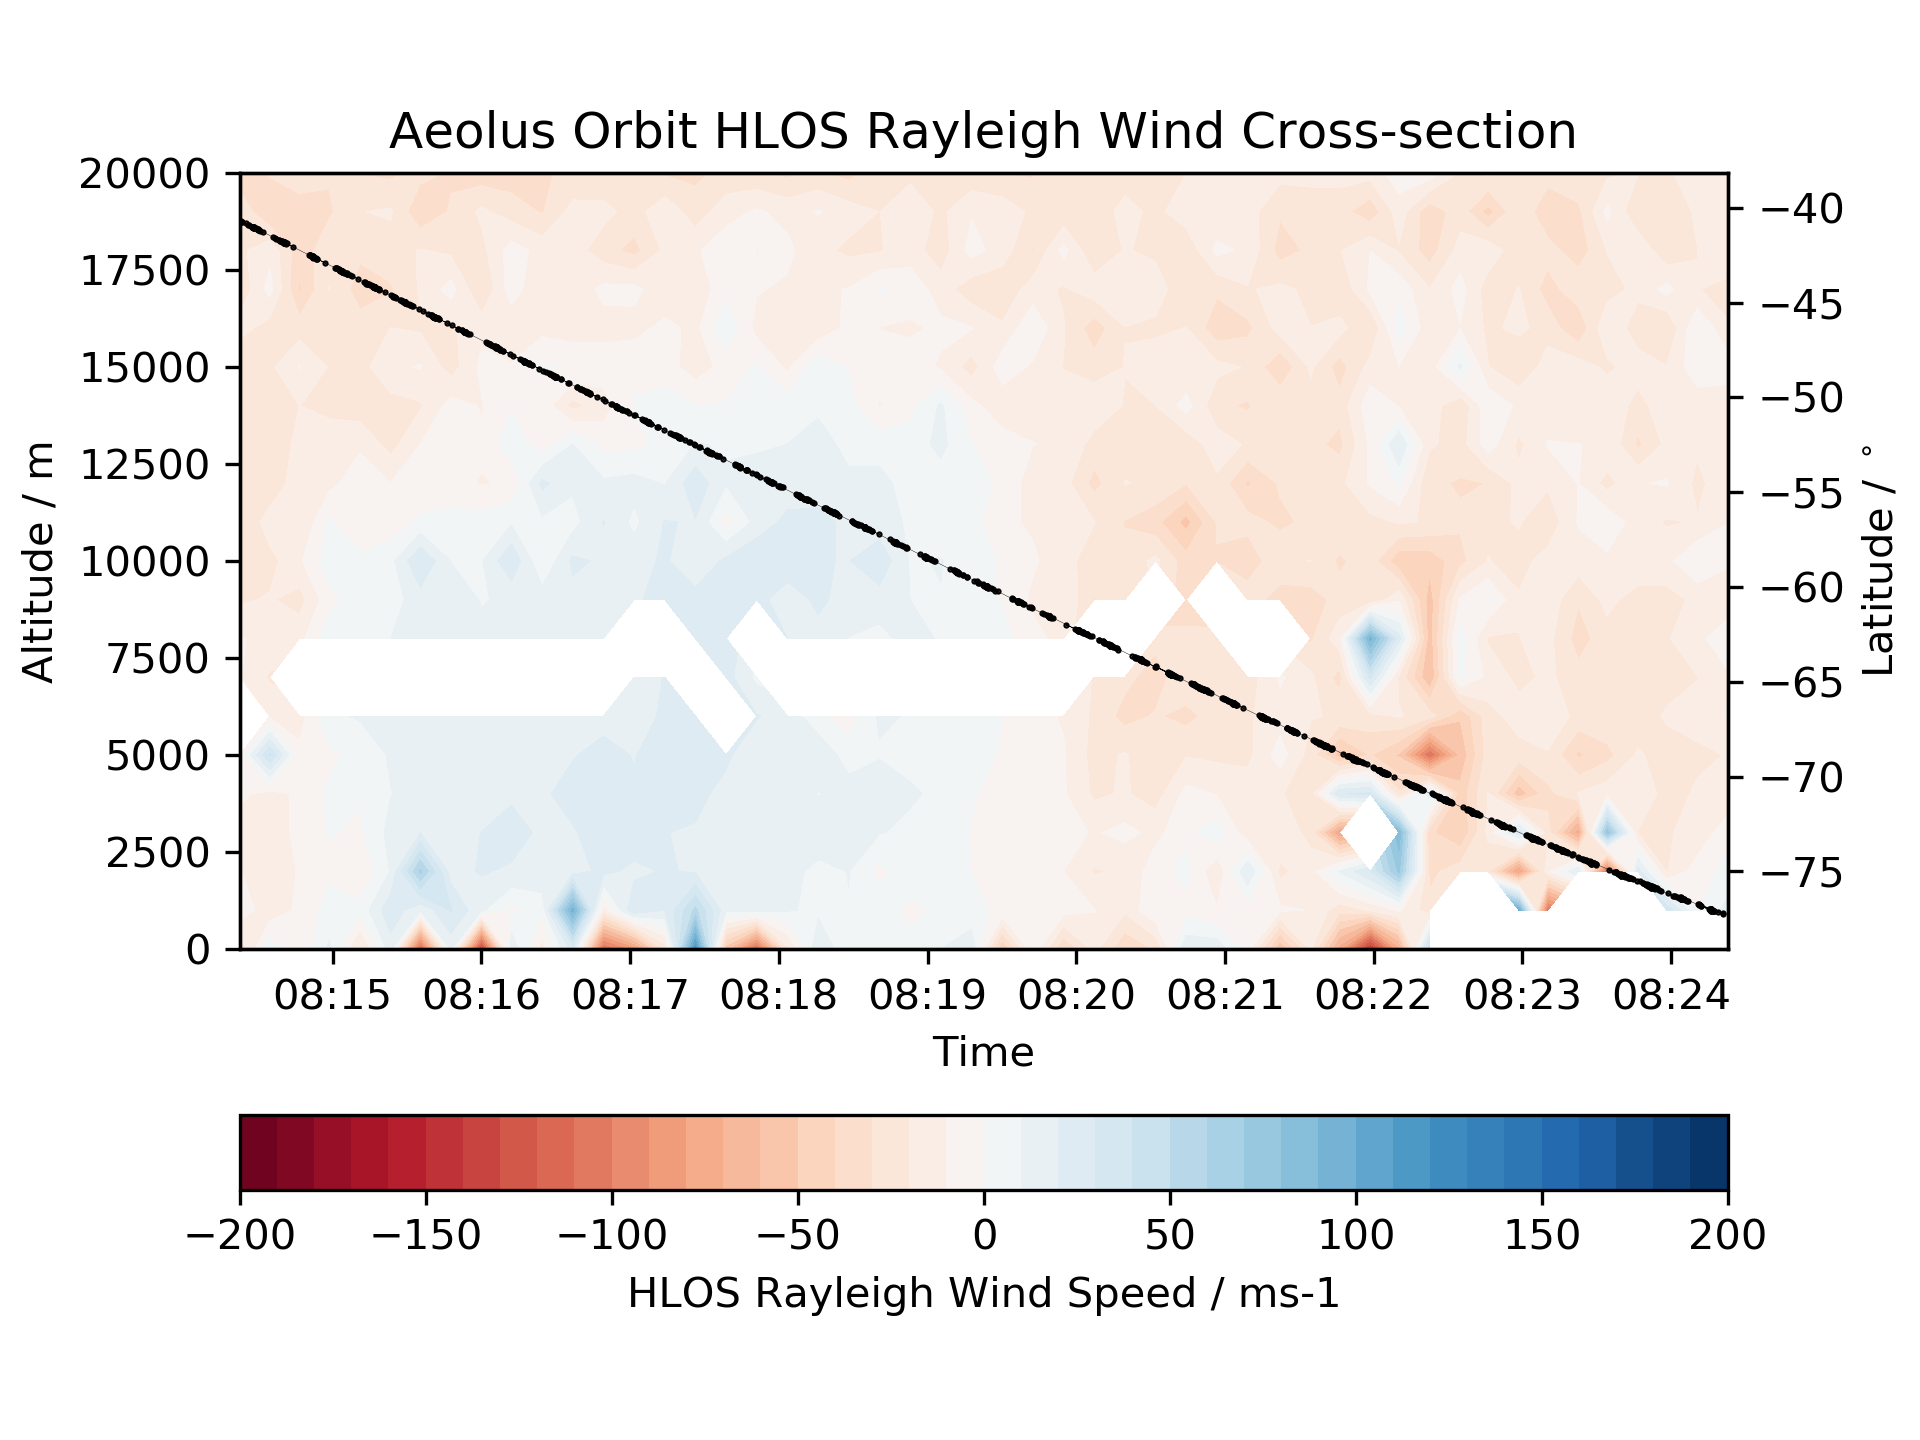 Aeolus Orbit HLOS Rayleigh Wind Cross-section
20000
17500
15000
12500
10000
7500
5000
2500
0
Altitude / m
−40
−45
−50
−55
−60
−65
−70
−75
Latitude / °
08:15 08:16 08:17 08:18 08:19 08:20 08:21 08:22 08:23 08:24
Time
−200 −150 −100 −50 0 50 100 150 200
HLOS Rayleigh Wind Speed / ms-1